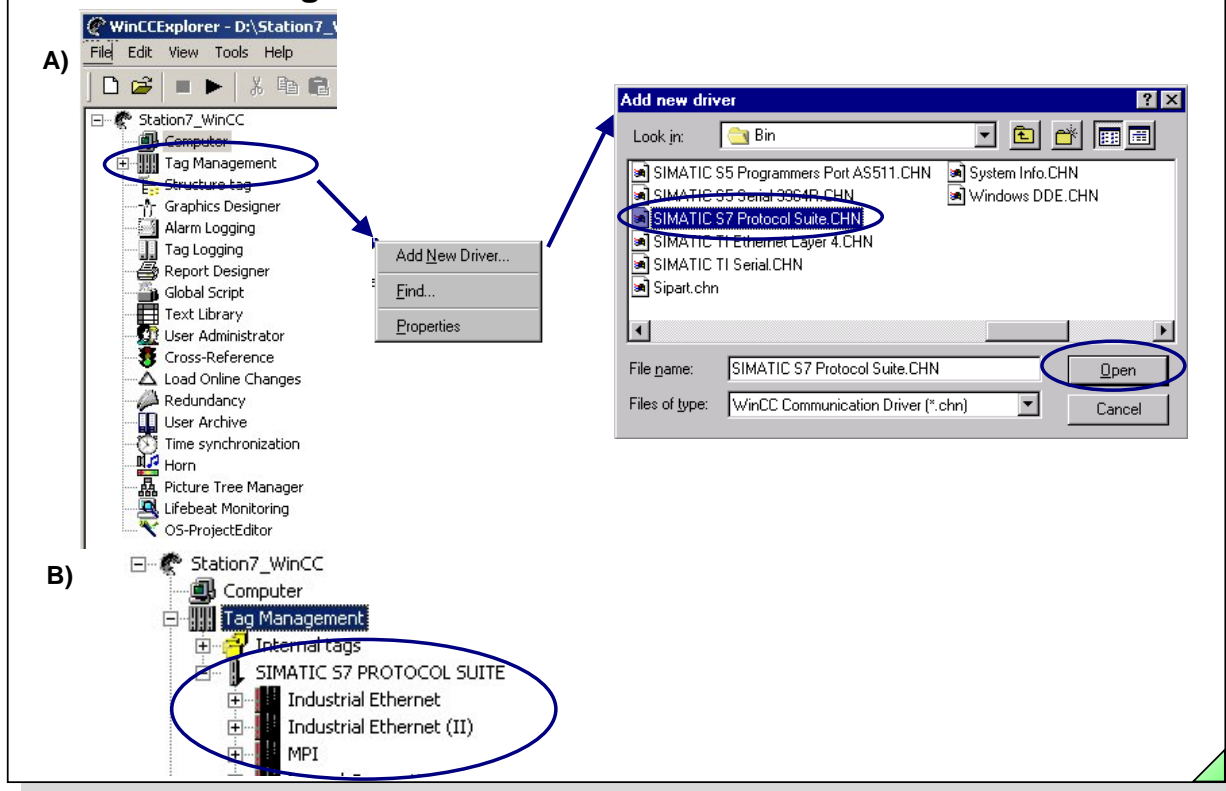 WinCCExplorer - D:\Station7_
A)
File Edit View Tools Help
Station7_WinCC
Computer
Tag Management
Structure tag
Graphics Designer
Alarm Logging
Tag Logging
Report Designer
Global Script
Text Library
User Administrator
Cross-Reference
Load Online Changes
Redundancy
User Archive
Time synchronization
Horn
Picture Tree Manager
Lifebeat Monitoring
OS-ProjectEditor
Add New Driver...
Find...
Properties
Add new driver
Look in: Bin
SIMATIC S5 Programmers Port AS511.CHN
SIMATIC S5 Serial 3964R.CHN
SIMATIC S7 Protocol Suite.CHN
SIMATIC TI Ethernet Layer 4.CHN
SIMATIC TI Serial.CHN
Sipart.chn
System Info.CHN
Windows DDE.CHN
File name: SIMATIC S7 Protocol Suite.CHN Open
Files of type: WinCC Communication Driver (*.chn) Cancel
B)
Station7_WinCC
Computer
Tag Management
Internal tags
SIMATIC S7 PROTOCOL SUITE
Industrial Ethernet
Industrial Ethernet (II)
MPI